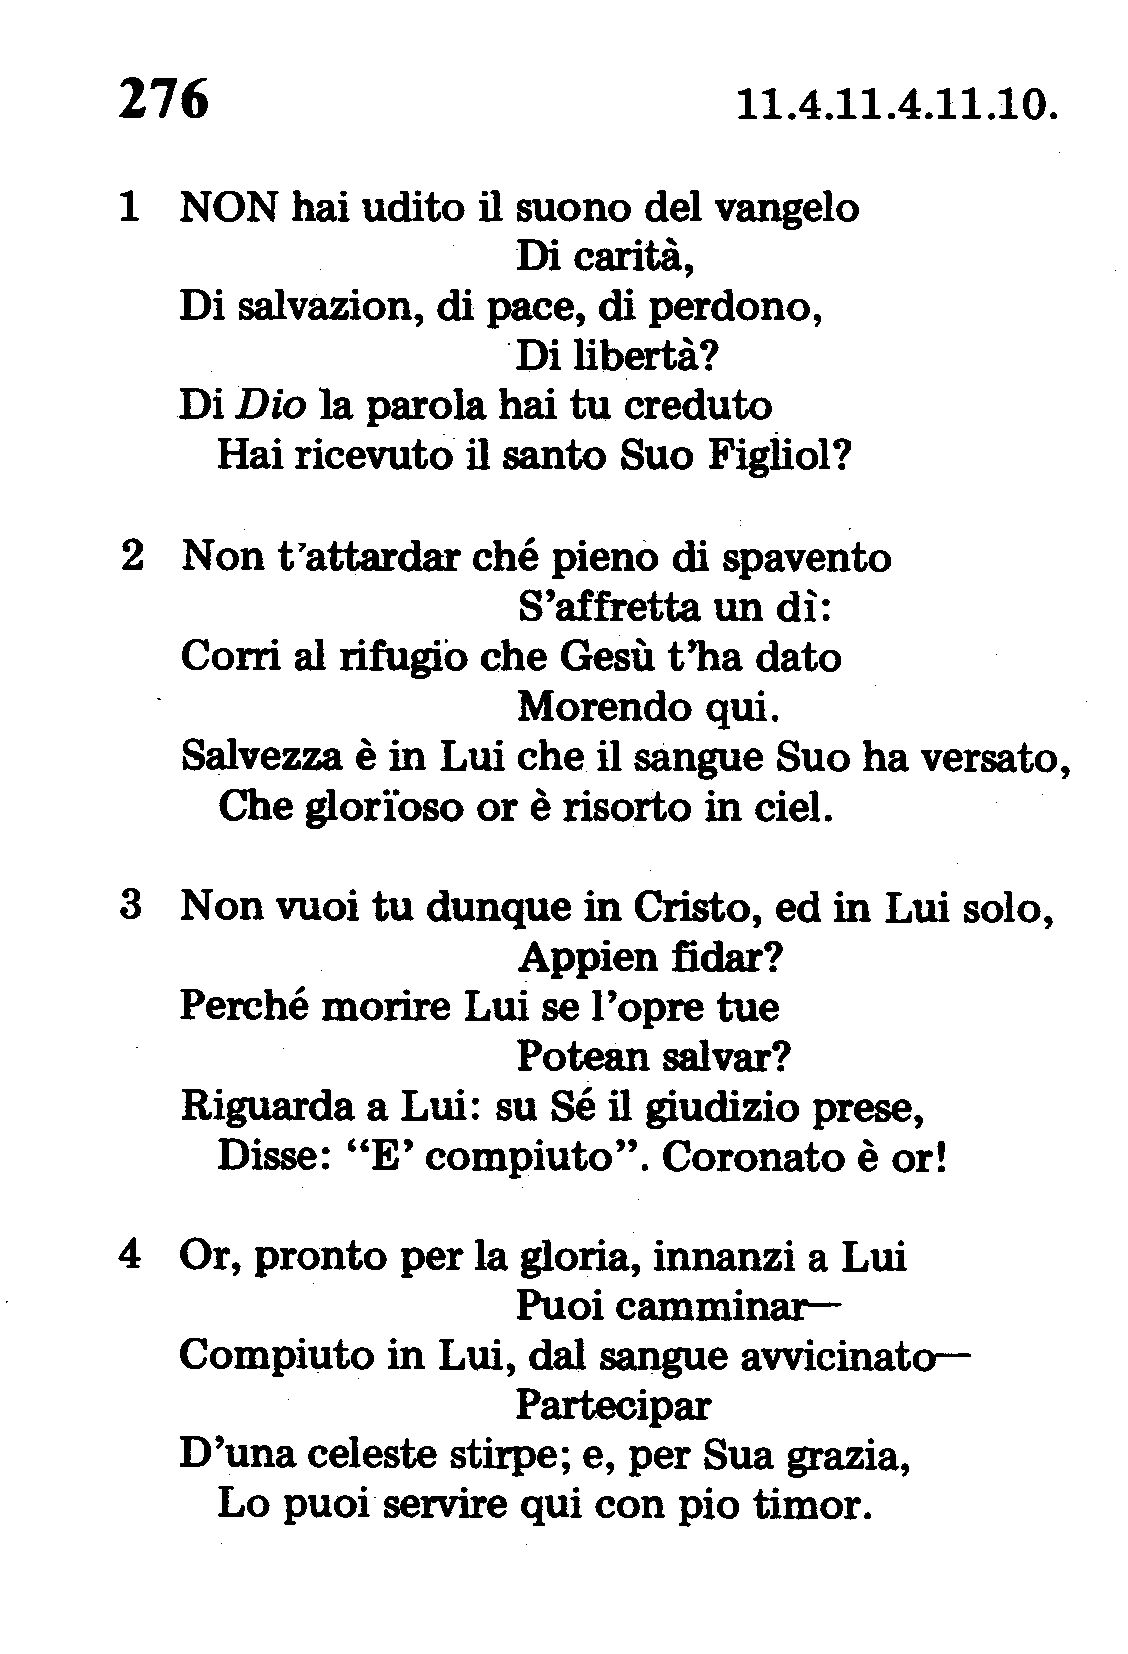 276 11.4.11.4.11.10.
1 NON hai udito il suono del vangelo
Di carità,
Di salvazion, di pace, di perdono,
Di libertà?
Di Dio la parola hai tu creduto
Hai ricevuto il santo Suo Figliol?
2 Non t'attardar ché pieno di spavento
S'affretta un dì:
Corri al rifugio che Gesù t'ha dato
Morendo qui.
Salvezza è in Lui che il sangue Suo ha versato,
Che glorïoso or è risorto in ciel.
3 Non vuoi tu dunque in Cristo, ed in Lui solo,
Appien fidar?
Perché morire Lui se l'opre tue
Potean salvar?
Riguarda a Lui: su Sé il giudizio prese,
Disse: “E’ compiuto”. Coronato è or!
4 Or, pronto per la gloria, innanzi a Lui
Puoi camminar—
Compiuto in Lui, dal sangue avvicinato—
Partecipar
D'una celeste stirpe; e, per Sua grazia,
Lo puoi servire qui con pio timor.